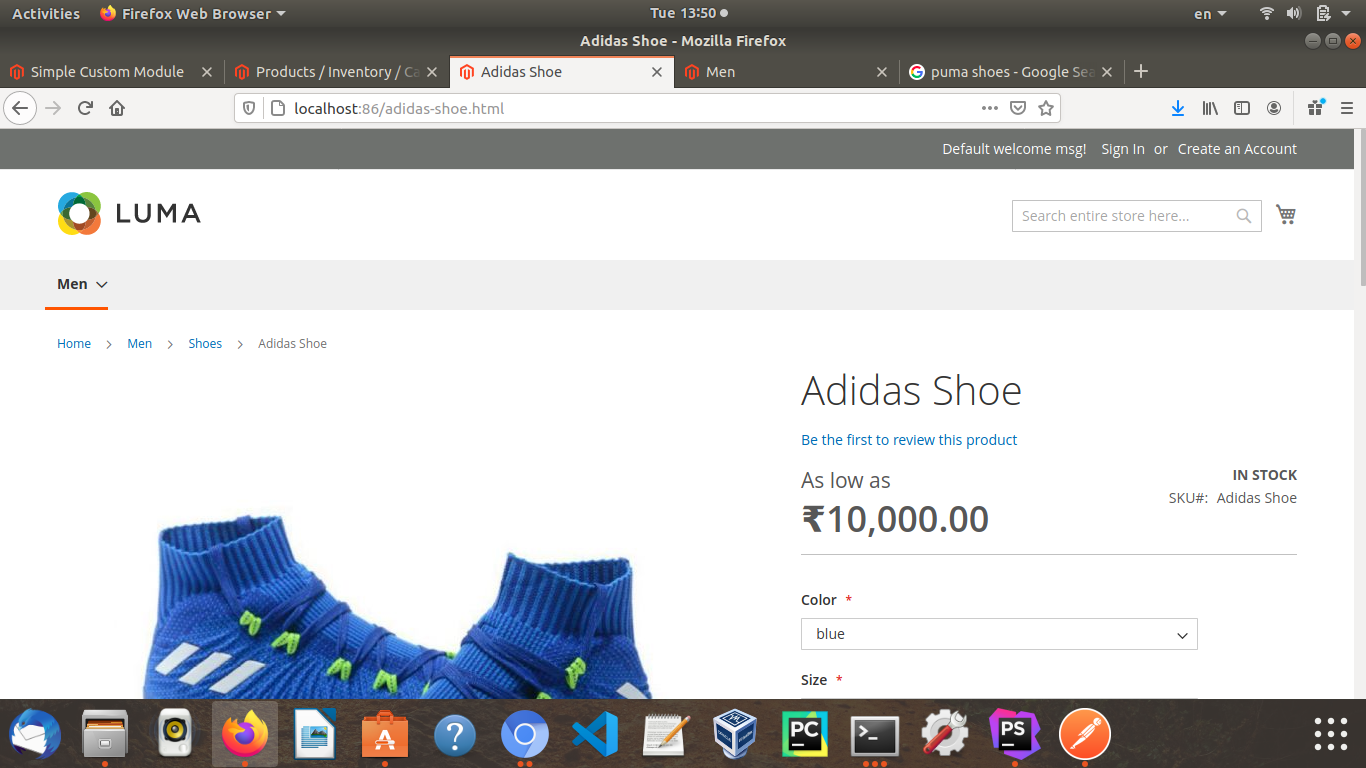 Activities Firefox Web Browser Tue 13:50 en
Adidas Shoe - Mozilla Firefox
Simple Custom Module Products / Inventory / Ca Adidas Shoe Men puma shoes - Google Sea
localhost:86/adidas-shoe.html
Default welcome msg! Sign In or Create an Account
LUMA
Search entire store here...
Men
Home Men Shoes Adidas Shoe
Adidas Shoe
Be the first to review this product
As low as
₹10,000.00
IN STOCK
SKU#: Adidas Shoe
Color *
blue
Size *
PC
PS